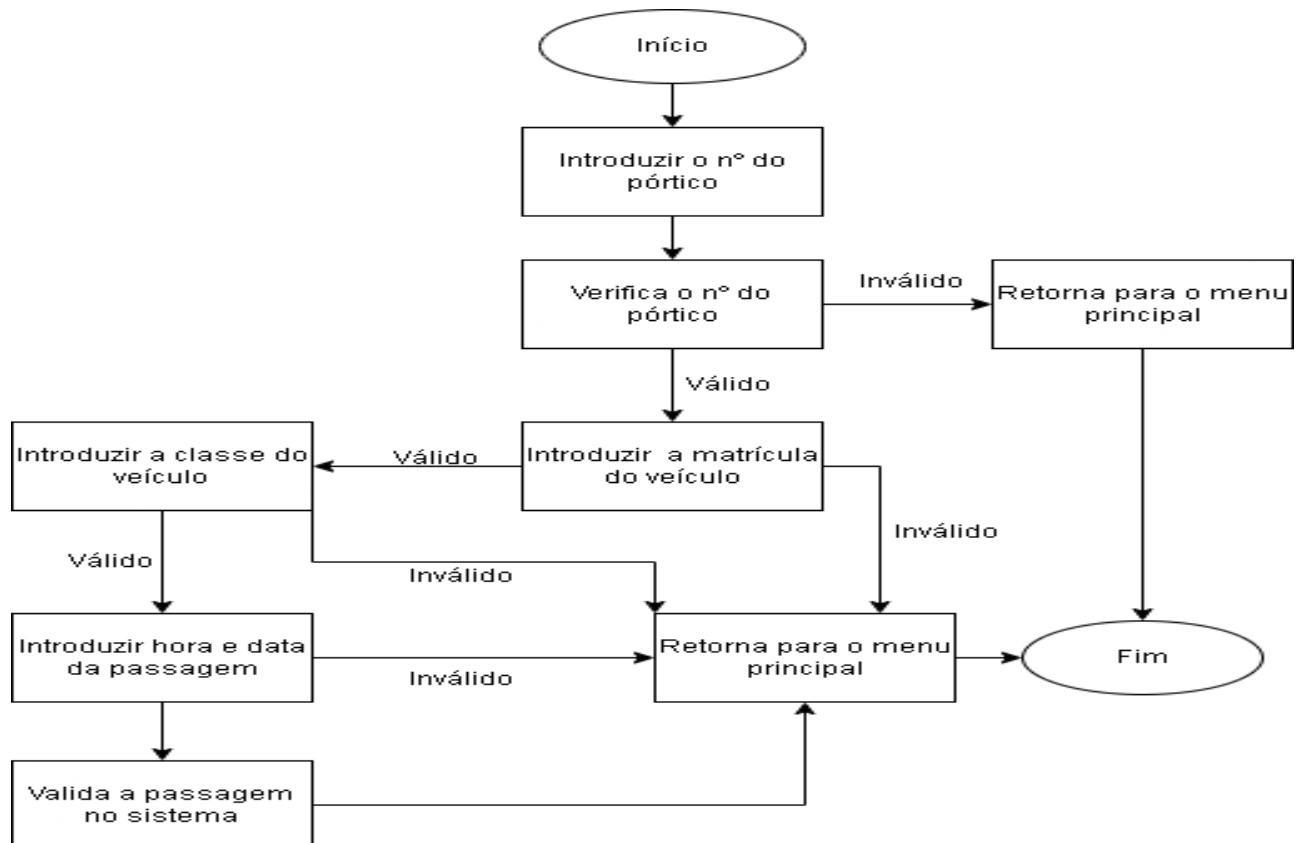 Início
Introduzir o nº do
pórtico
Verifica o nº do
pórtico
Inválido
Retorna para o menu
principal
Válido
Introduzir a classe do
veículo
Válido
Introduzir a matrícula
do veículo
Inválido
Válido
Inválido
Introduzir hora e data
da passagem
Inválido
Retorna para o menu
principal
Fim
Valida a passagem
no sistema